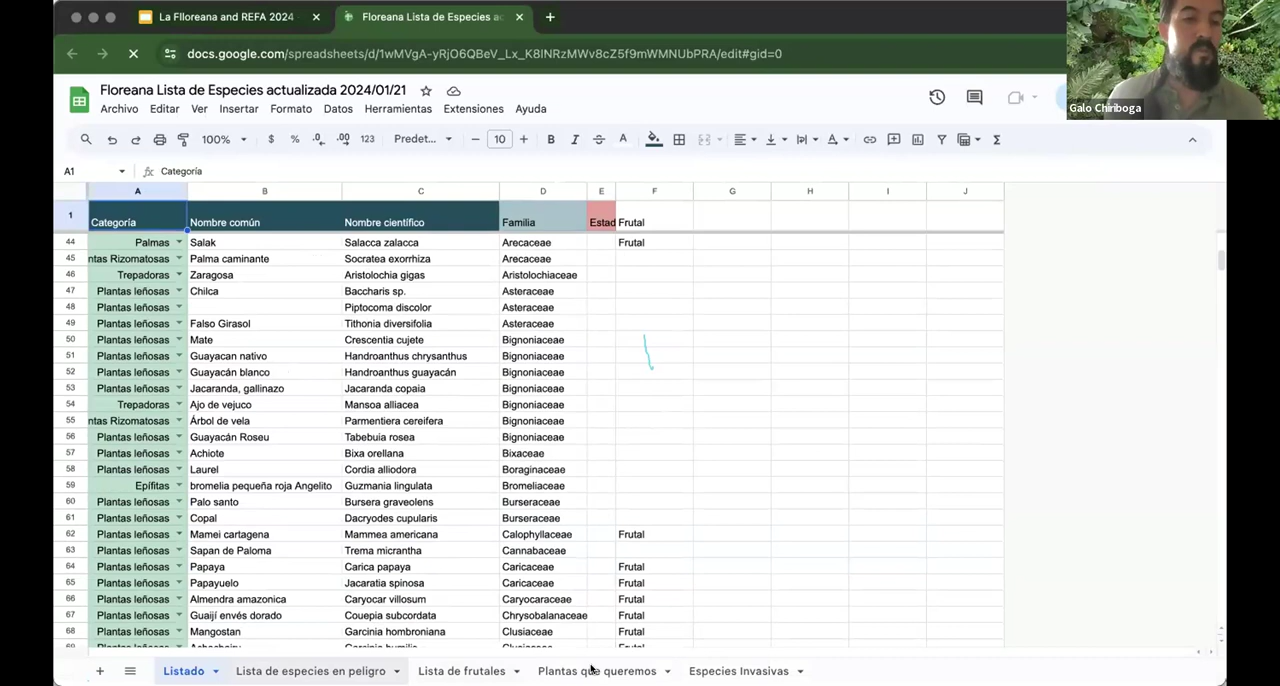 La Flloreana and REFA 2024
Floreana Lista de Especies ac
docs.google.com/spreadsheets/d/1wMVgA-yRjO6QBeV_Lx_K8lNRzMWv8cZ5f9mWMNUbPRA/edit#gid=0
Galo Chiriboga
Floreana Lista de Especies actualizada 2024/01/21
Archivo Editar Ver Insertar Formato Datos Herramientas Extensiones Ayuda
100% $ % .0 .00 123 Predet... 10 B I A
A1 Categoría
A B C D E F G H I J
1 Categoría Nombre común Nombre científico Familia Estad Frutal
44 Palmas Salak Salacca zalacca Arecaceae Frutal
45 ntas Rizomatosas Palma caminante Socratea exorrhiza Arecaceae
46 Trepadoras Zaragosa Aristolochia gigas Aristolochiaceae
47 Plantas leñosas Chilca Baccharis sp. Asteraceae
48 Plantas leñosas Piptocoma discolor Asteraceae
49 Plantas leñosas Falso Girasol Tithonia diversifolia Asteraceae
50 Plantas leñosas Mate Crescentia cujete Bignoniaceae
51 Plantas leñosas Guayacan nativo Handroanthus chrysanthus Bignoniaceae
52 Plantas leñosas Guayacán blanco Handroanthus guayacán Bignoniaceae
53 Plantas leñosas Jacaranda, gallinazo Jacaranda copaia Bignoniaceae
54 Trepadoras Ajo de vejuco Mansoa alliacea Bignoniaceae
55 ntas Rizomatosas Árbol de vela Parmentiera cereifera Bignoniaceae
56 Plantas leñosas Guayacán Roseu Tabebuia rosea Bignoniaceae
57 Plantas leñosas Achiote Bixa orellana Bixaceae
58 Plantas leñosas Laurel Cordia alliodora Boraginaceae
59 Epífitas bromelia pequeña roja Angelito Guzmania lingulata Bromeliaceae
60 Plantas leñosas Palo santo Bursera graveolens Burseraceae
61 Plantas leñosas Copal Dacryodes cupularis Burseraceae
62 Plantas leñosas Mamei cartagena Mammea americana Calophyllaceae Frutal
63 Plantas leñosas Sapan de Paloma Trema micrantha Cannabaceae
64 Plantas leñosas Papaya Carica papaya Caricaceae Frutal
65 Plantas leñosas Papayuelo Jacaratia spinosa Caricaceae Frutal
66 Plantas leñosas Almendra amazonica Caryocar villosum Caryocaraceae Frutal
67 Plantas leñosas Guaijí envés dorado Couepia subcordata Chrysobalanaceae Frutal
68 Plantas leñosas Mangostan Garcinia hombroniana Clusiaceae Frutal
Listado Lista de especies en peligro Lista de frutales Plantas que queremos Especies Invasivas